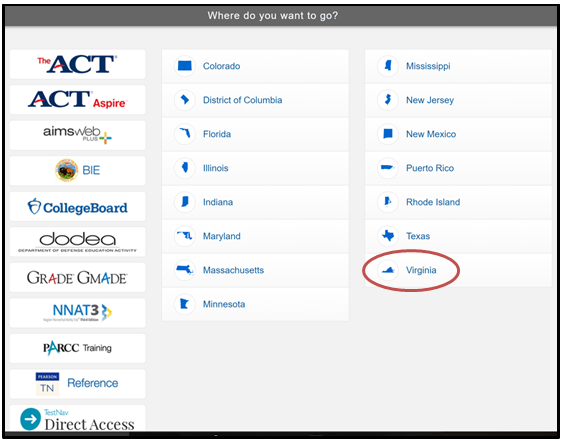 Where do you want to go?
The ACT
ACT Aspire
aimsweb
PLUS
BIE
CollegeBoard
dodea
DEPARTMENT OF DEFENSE EDUCATION ACTIVITY
GRADE GMADE
NNAT3
PARCC Training
PEARSON
TN
Reference
TestNav
Direct Access
Colorado
District of Columbia
Florida
Illinois
Indiana
Maryland
Massachusetts
Minnesota
Mississippi
New Jersey
New Mexico
Puerto Rico
Rhode Island
Texas
Virginia